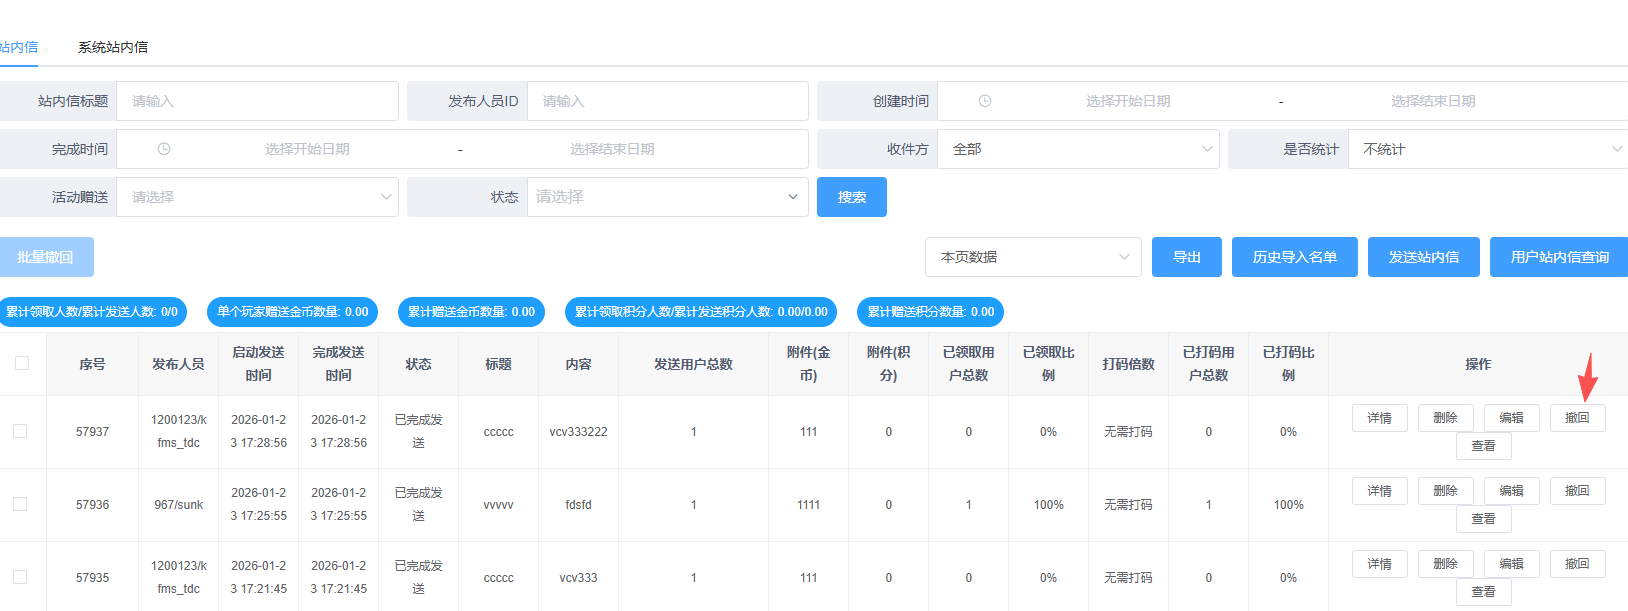 站内信 系统站内信
站内信标题 请输入 发布人员ID 请输入 创建时间 选择开始日期 - 选择结束日期
完成时间 选择开始日期 - 选择结束日期 收件方 全部 是否统计 不统计
活动赠送 请选择 状态 请选择 搜索
批量撤回 本页数据 导出 历史导入名单 发送站内信 用户站内信查询
累计领取人数/累计发送人数: 0/0 单个玩家赠送金币数量: 0.00 累计赠送金币数量: 0.00 累计领取积分人数/累计发送积分人数: 0.00/0.00 累计赠送积分数量: 0.00
序号 发布人员 启动发送 完成发送 状态 标题 内容 发送用户总数 附件(金 附件(积 已领取用 已领取比 打码倍数 已打码用 已打码比 操作
时间 时间 币) 分) 户总数 例 户总数 例
57937 1200123/k 2026-01-2 2026-01-2 已完成发 ccccc vcv333222 1 111 0 0 0% 无需打码 0 0% 详情 删除 编辑 撤回
fms_tdc 3 17:28:56 3 17:28:56 送 查看
57936 967/sunk 2026-01-2 2026-01-2 已完成发 vvvvv fdsfd 1 1111 0 1 100% 无需打码 1 100% 详情 删除 编辑 撤回
3 17:25:55 3 17:25:55 送 查看
57935 1200123/k 2026-01-2 2026-01-2 已完成发 ccccc vcv333 1 111 0 0 0% 无需打码 0 0% 详情 删除 编辑 撤回
fms_tdc 3 17:21:45 3 17:21:45 送 查看